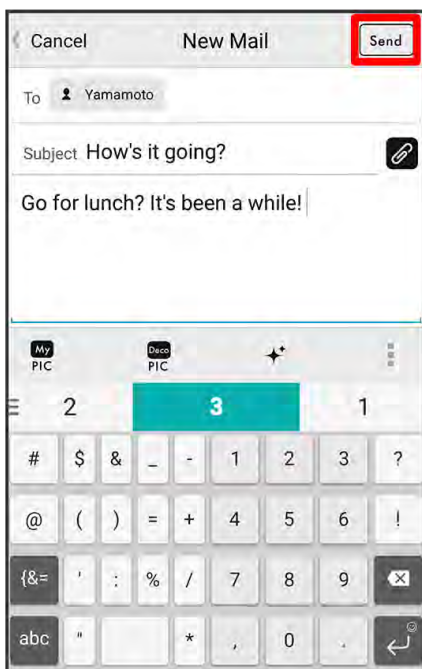 Cancel New Mail Send
To Yamamoto
Subject How's it going?
Go for lunch? It's been a while!
My PIC Deco PIC
2 3 1
# $ & _ - 1 2 3 ?
@ ( ) = + 4 5 6 !
{&= ' : % / 7 8 9
abc " * , 0 .